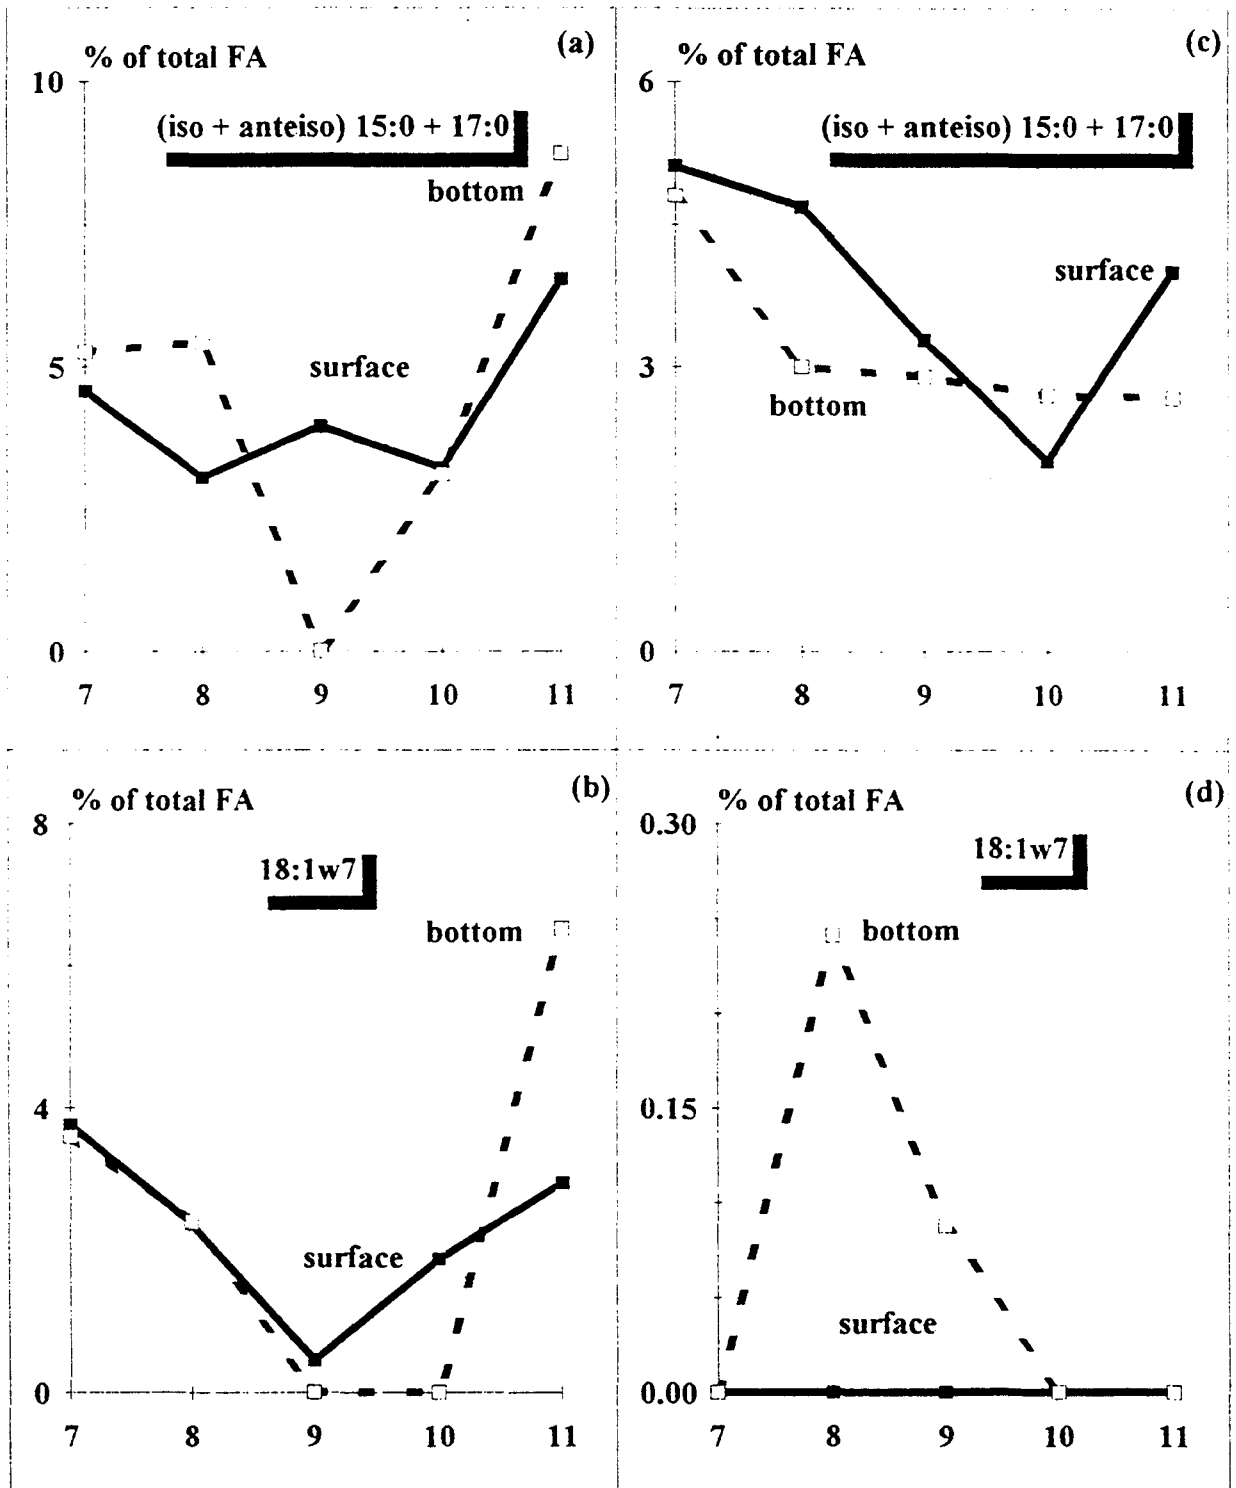 % of total FA
(a)
10
(iso + anteiso) 15:0 + 17:0
bottom
surface
5
0
7 8 9 10 11
% of total FA
(c)
6
(iso + anteiso) 15:0 + 17:0
surface
3
bottom
0
7 8 9 10 11
% of total FA
(b)
8
18:1w7
bottom
4
surface
0
7 8 9 10 11
% of total FA
(d)
0.30
18:1w7
bottom
0.15
surface
0.00
7 8 9 10 11